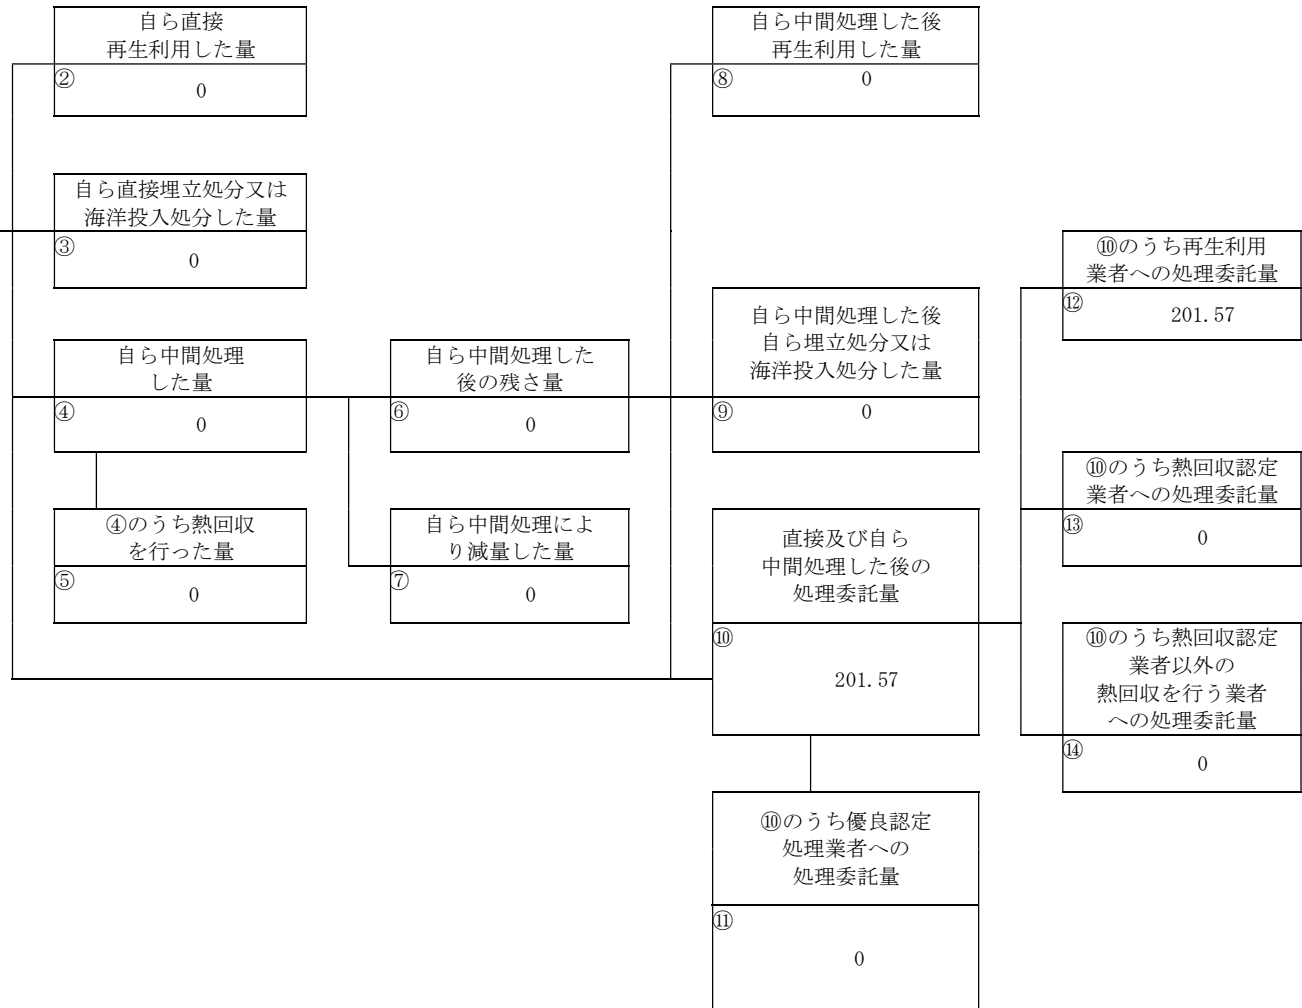 自ら直接
再生利用した量
②
0
自ら直接埋立処分又は
海洋投入処分した量
③
0
自ら中間処理
した量
④
0
④のうち熱回収
を行った量
⑤
0
自ら中間処理した
後の残さ量
⑥
0
自ら中間処理によ
り減量した量
⑦
0
自ら中間処理した後
再生利用した量
⑧
0
自ら中間処理した後
自ら埋立処分又は
海洋投入処分した量
⑨
0
直接及び自ら
中間処理した後の
処理委託量
⑩
201.57
⑩のうち優良認定
処理業者への
処理委託量
⑪
0
⑩のうち再生利用
業者への処理委託量
⑫
201.57
⑩のうち熱回収認定
業者への処理委託量
⑬
0
⑩のうち熱回収認定
業者以外の
熱回収を行う業者
への処理委託量
⑭
0